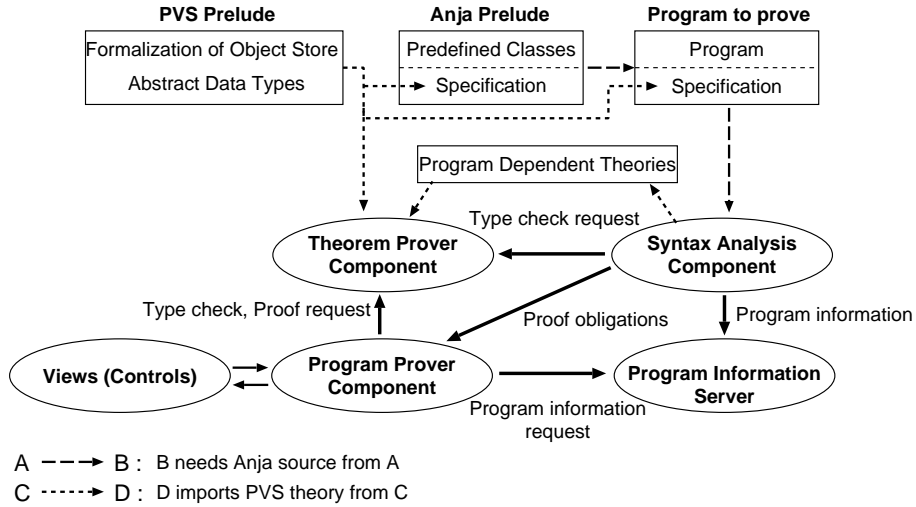 PVS Prelude
Anja Prelude
Program to prove
Formalization of Object Store
Abstract Data Types
Predefined Classes
Specification
Program
Specification
Program Dependent Theories
Type check request
Theorem Prover
Component
Syntax Analysis
Component
Type check, Proof request
Proof obligations
Program information
Views (Controls)
Program Prover
Component
Program Information
Server
Program information
request
A B : B needs Anja source from A
C D : D imports PVS theory from C